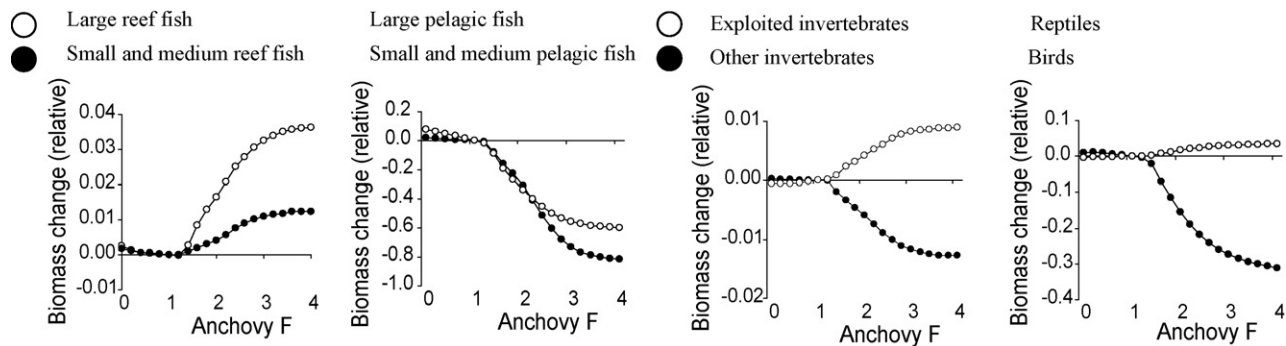 Large reef fish
Small and medium reef fish
Large pelagic fish
Small and medium pelagic fish
Exploited invertebrates
Other invertebrates
Reptiles
Birds
Biomass change (relative)
0.04
0.03
0.02
0.01
0.00
-0.01
0 1 2 3 4
Anchovy F
Biomass change (relative)
0.2
0.0
-0.2
-0.4
-0.6
-0.8
-1.0
0 1 2 3 4
Anchovy F
Biomass change (relative)
0.01
0.00
-0.01
-0.02
0 1 2 3 4
Anchovy F
Biomass change (relative)
0.1
0.0
-0.1
-0.2
-0.3
-0.4
0 1 2 3 4
Anchovy F